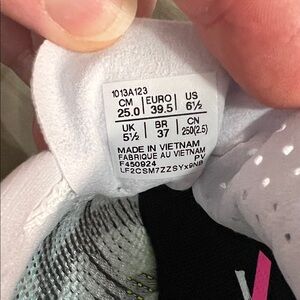 1013A123
CM EURO US
25.0 39.5 6½
UK BR CN
5½ 37 250(2.5)
MADE IN VIETNAM
FABRIQUE AU VIETNAM
F450924 PV
LF2CSM7ZZSYx9NB